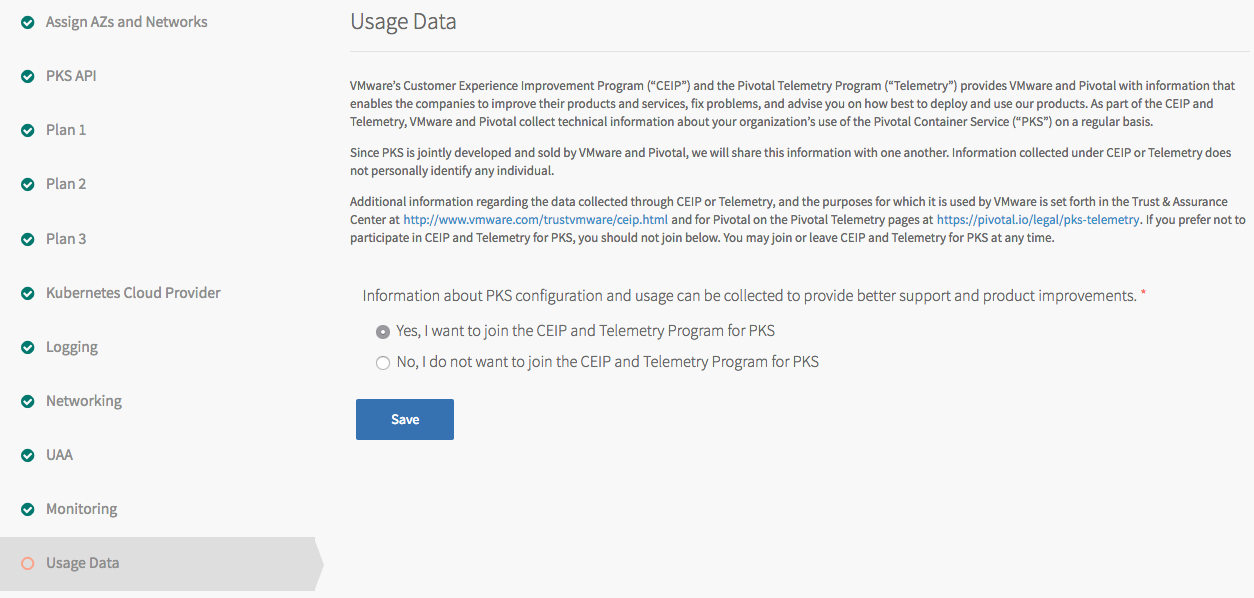 Assign AZs and Networks
PKS API
Plan 1
Plan 2
Plan 3
Kubernetes Cloud Provider
Logging
Networking
UAA
Monitoring
Usage Data
Usage Data
VMware’s Customer Experience Improvement Program (“CEIP”) and the Pivotal Telemetry Program (“Telemetry”) provides VMware and Pivotal with information that
enables the companies to improve their products and services, fix problems, and advise you on how best to deploy and use our products. As part of the CEIP and
Telemetry, VMware and Pivotal collect technical information about your organization’s use of the Pivotal Container Service (“PKS”) on a regular basis.
Since PKS is jointly developed and sold by VMware and Pivotal, we will share this information with one another. Information collected under CEIP or Telemetry does
not personally identify any individual.
Additional information regarding the data collected through CEIP or Telemetry, and the purposes for which it is used by VMware is set forth in the Trust & Assurance
Center at http://www.vmware.com/trustvmware/ceip.html and for Pivotal on the Pivotal Telemetry pages at https://pivotal.io/legal/pks-telemetry. If you prefer not to
participate in CEIP and Telemetry for PKS, you should not join below. You may join or leave CEIP and Telemetry for PKS at any time.
Information about PKS configuration and usage can be collected to provide better support and product improvements. *
Yes, I want to join the CEIP and Telemetry Program for PKS
No, I do not want to join the CEIP and Telemetry Program for PKS
Save